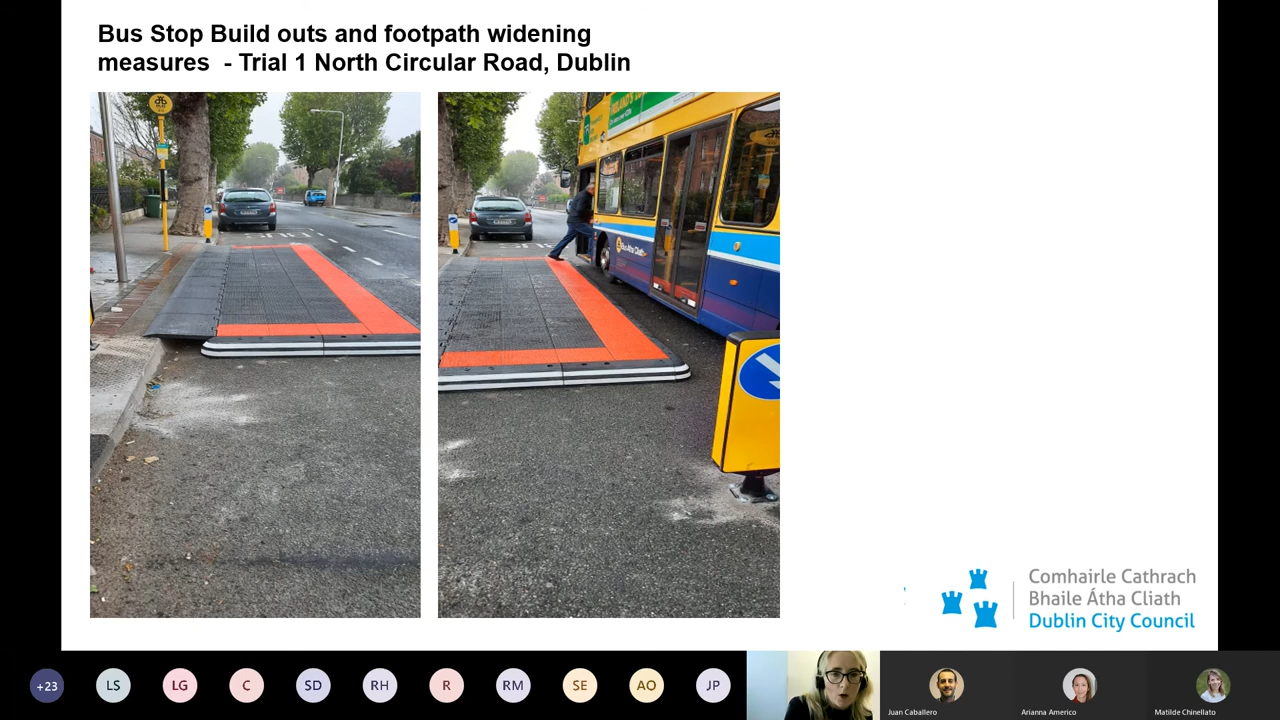 Bus Stop Build outs and footpath widening
measures - Trial 1 North Circular Road, Dublin
Comhairle Cathrach
Bhaile Átha Cliath
Dublin City Council
+23
LS
LG
C
SD
RH
R
RM
SE
AO
JP
Juan Caballero
Arianna Americo
Matilde Chinellato